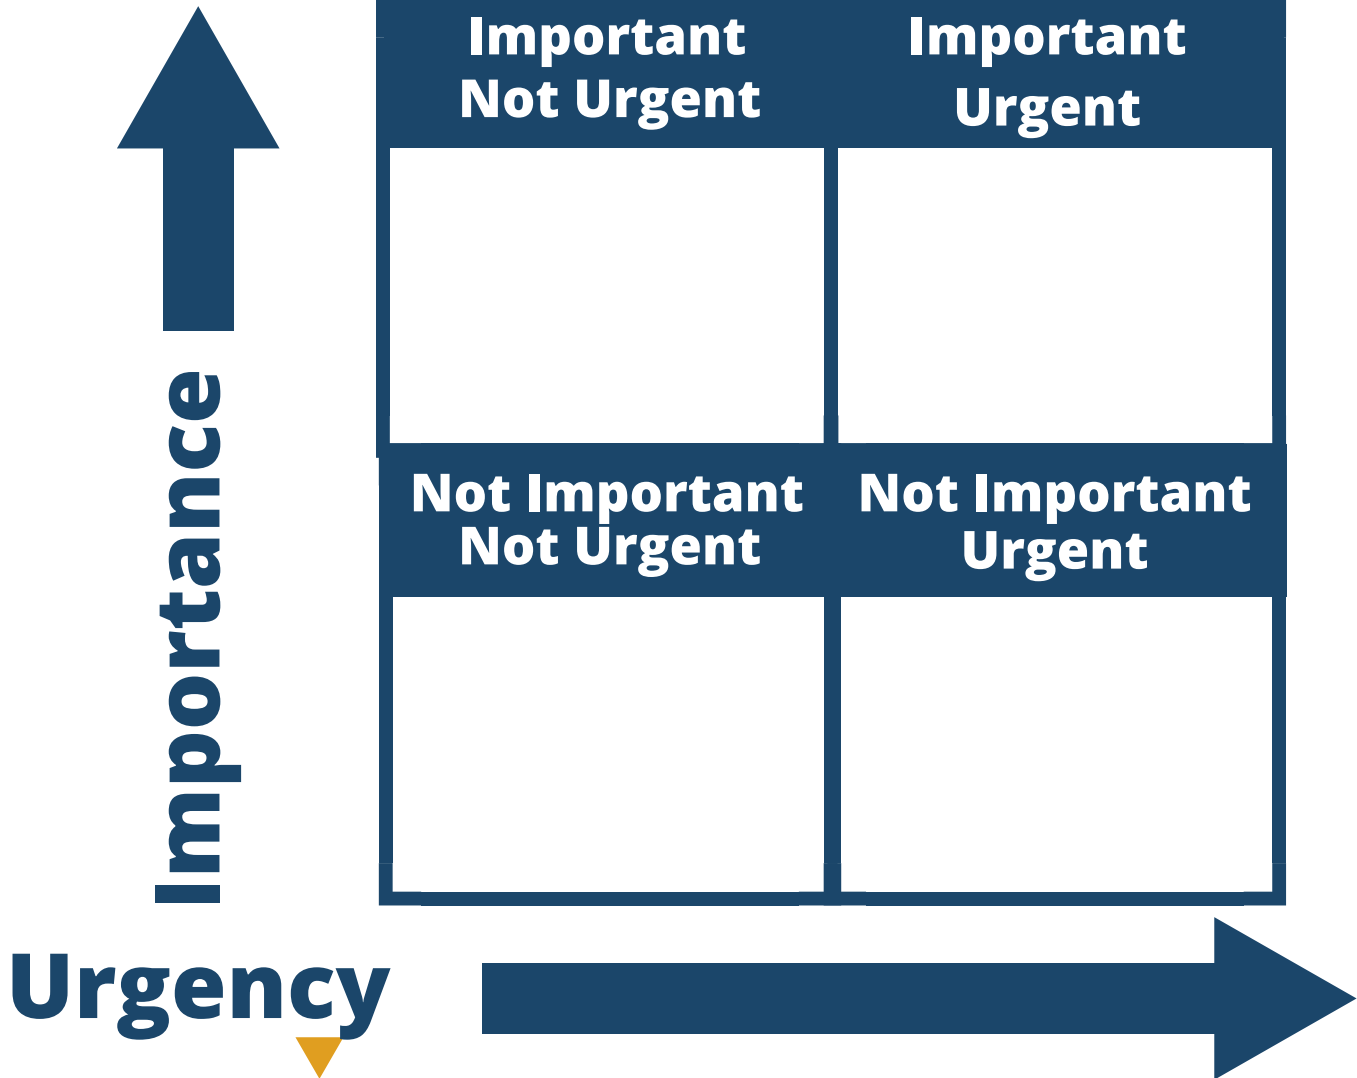 Important
Not Urgent
Important
Urgent
Not Important
Not Urgent
Not Important
Urgent
Importance
Urgency